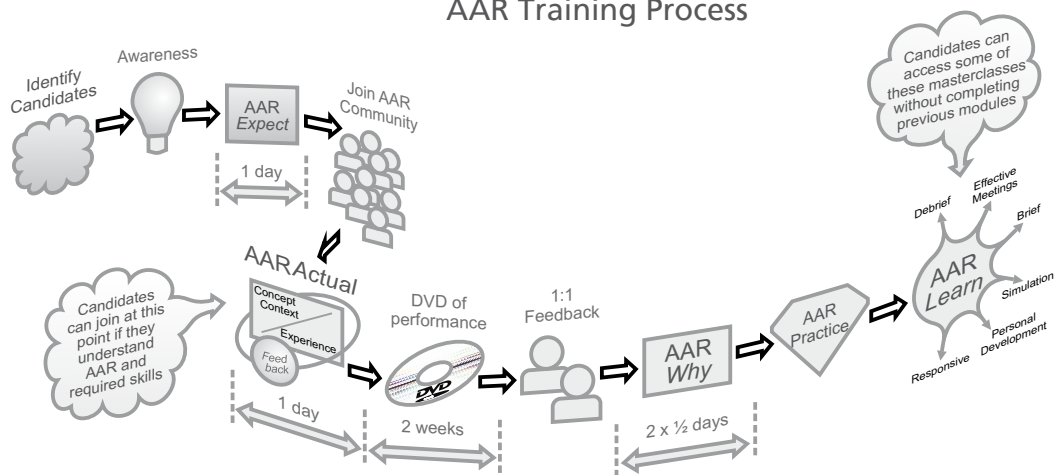 AAR Training Process
Identify
Candidates
Awareness
AAR
Expect
1 day
Join AAR
Community
Candidates
can join at this
point if they
understand
AAR and
required skills
AAR Actual
Concept
Context
Experience
Feed
back
1 day
DVD of
performance
DVD
2 weeks
1:1
Feedback
AAR
Why
2 x ½ days
AAR
Practice
Candidates can
access some of
these masterclasses
without completing
previous modules
AAR
Learn
Debrief
Effective
Meetings
Brief
Simulation
Personal
Development
Responsive